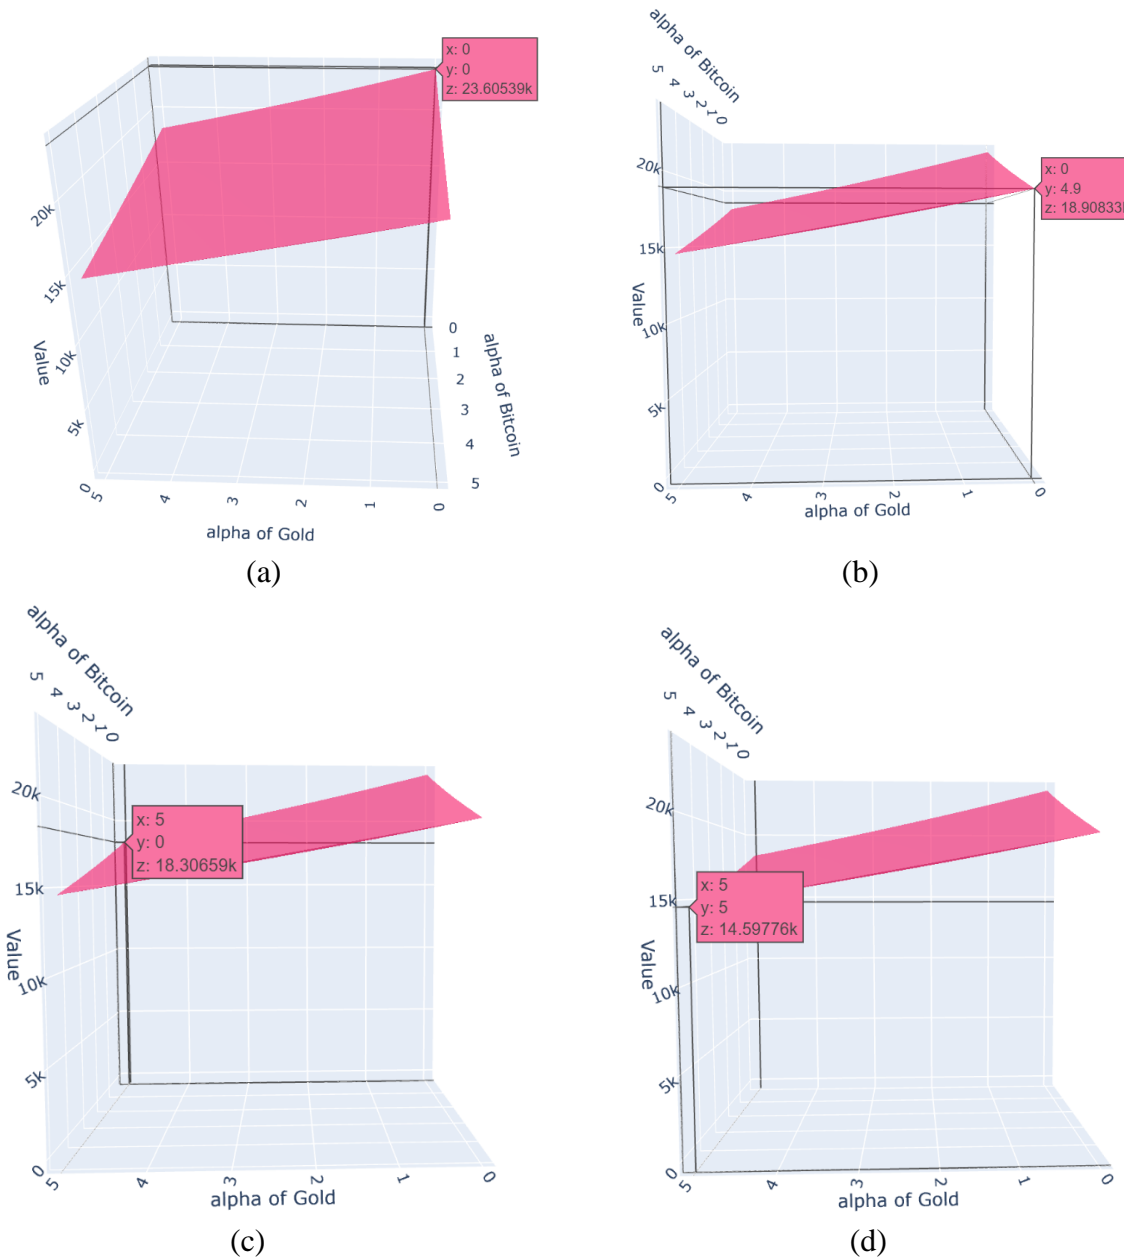 x: 0
y: 0
z: 23.60539k
20k
15k
10k
5k
0
Value
0
1
2
3
4
5
alpha of Bitcoin
5
4
3
2
1
0
alpha of Gold
(a)
alpha of Bitcoin
5
4
3
2
1
0
x: 0
y: 4.9
z: 18.90833k
20k
15k
Value
10k
5k
0
5
4
3
2
1
0
alpha of Gold
(b)
alpha of Bitcoin
5
4
3
2
1
0
20k
x: 5
y: 0
z: 18.30659k
15k
Value
10k
5k
0
5
4
3
2
1
0
alpha of Gold
(c)
alpha of Bitcoin
5
4
3
2
1
0
20k
x: 5
y: 5
z: 14.59776k
15k
Value
10k
5k
0
5
4
3
2
1
0
alpha of Gold
(d)